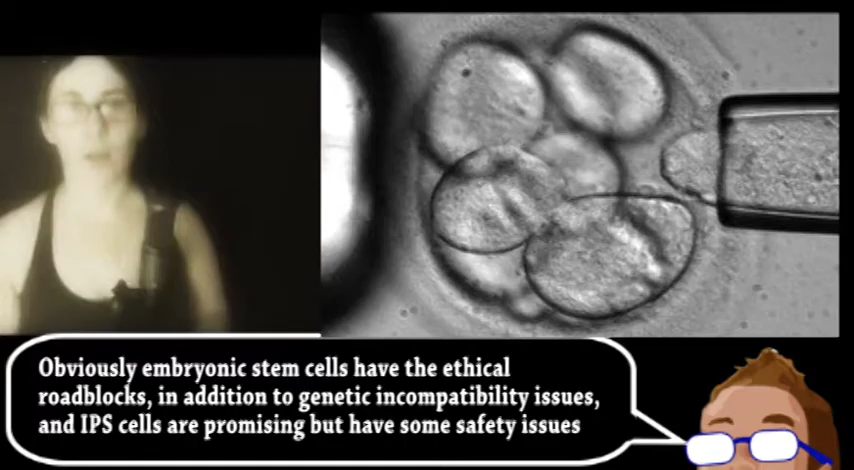 Obviously embryonic stem cells have the ethical
roadblocks, in addition to genetic incompatibility issues,
and IPS cells are promising but have some safety issues